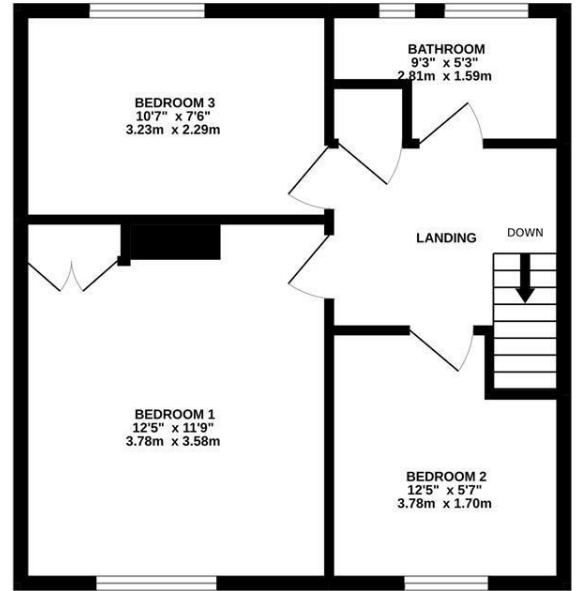 BATHROOM
9'3" x 5'3"
2.81m x 1.59m
BEDROOM 3
10'7" x 7'6"
3.23m x 2.29m
LANDING
DOWN
BEDROOM 1
12'5" x 11'9"
3.78m x 3.58m
BEDROOM 2
12'5" x 5'7"
3.78m x 1.70m